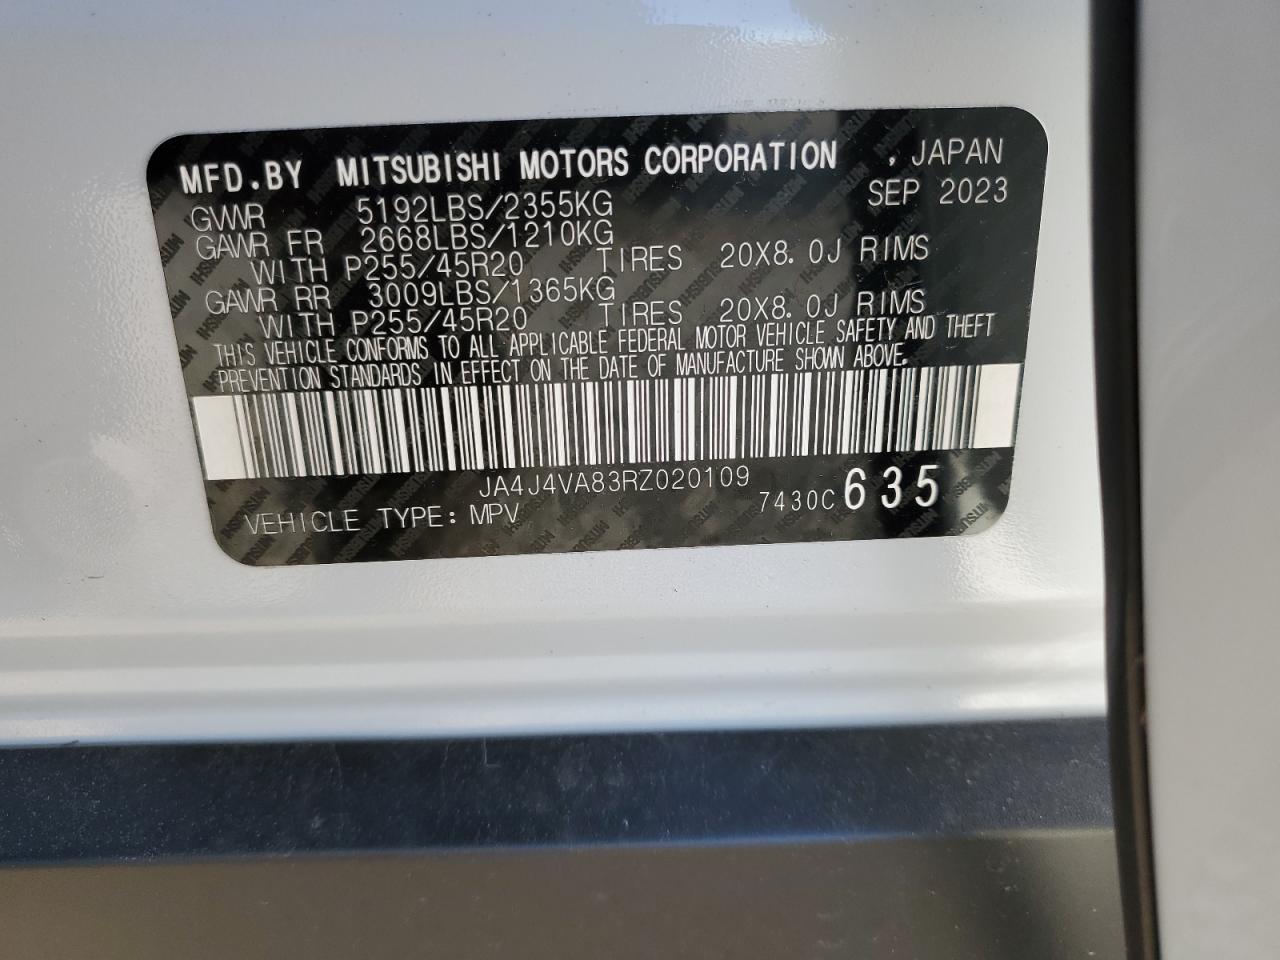 MFD.BY MITSUBISHI MOTORS CORPORATION , JAPAN
GVWR 5192LBS/2355KG SEP 2023
GAWR FR 2668LBS/1210KG
WITH P255/45R20 TIRES 20X8.0J RIMS
GAWR RR 3009LBS/1365KG
WITH P255/45R20 TIRES 20X8.0J RIMS
THIS VEHICLE CONFORMS TO ALL APPLICABLE FEDERAL MOTOR VEHICLE SAFETY AND THEFT
PREVENTION STANDARDS IN EFFECT ON THE DATE OF MANUFACTURE SHOWN ABOVE.
JA4J4VA83RZ020109
VEHICLE TYPE: MPV 7430C 635